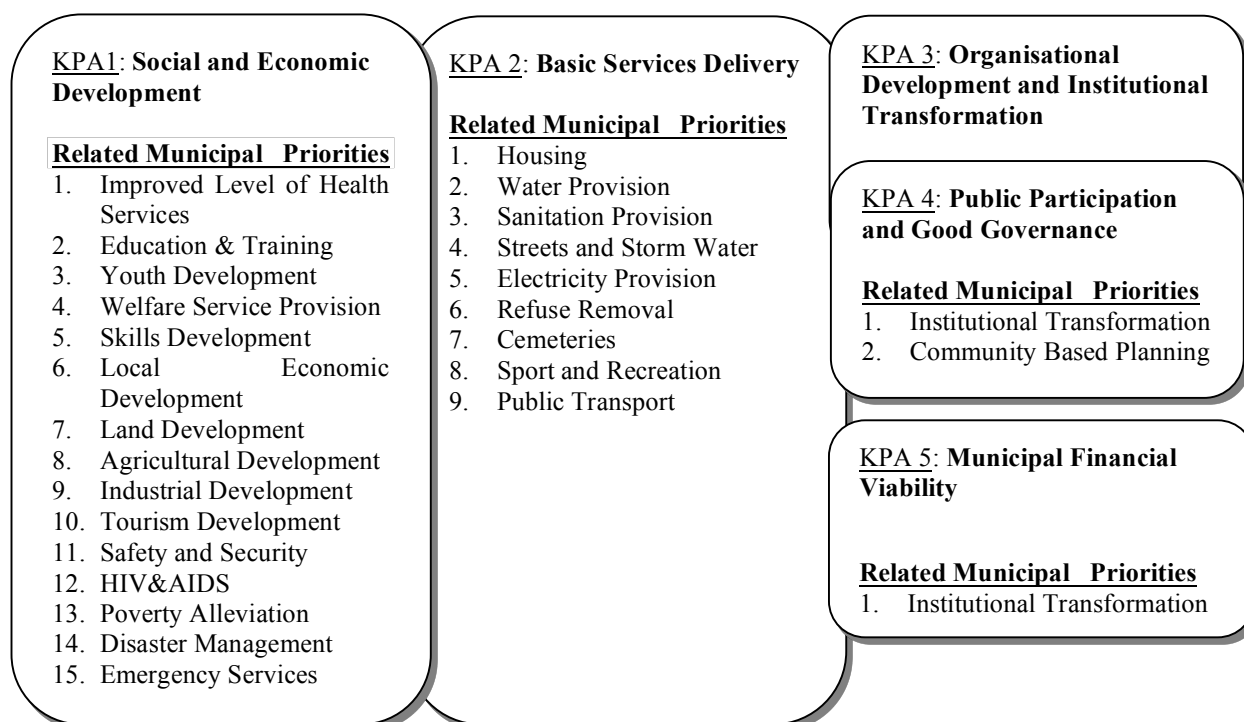 KPA1: Social and Economic
Development
Related Municipal Priorities
1. Improved Level of Health
Services
2. Education & Training
3. Youth Development
4. Welfare Service Provision
5. Skills Development
6. Local Economic
Development
7. Land Development
8. Agricultural Development
9. Industrial Development
10. Tourism Development
11. Safety and Security
12. HIV&AIDS
13. Poverty Alleviation
14. Disaster Management
15. Emergency Services
KPA 2: Basic Services Delivery
Related Municipal Priorities
1. Housing
2. Water Provision
3. Sanitation Provision
4. Streets and Storm Water
5. Electricity Provision
6. Refuse Removal
7. Cemeteries
8. Sport and Recreation
9. Public Transport
KPA 3: Organisational
Development and Institutional
Transformation
KPA 4: Public Participation
and Good Governance
Related Municipal Priorities
1. Institutional Transformation
2. Community Based Planning
KPA 5: Municipal Financial
Viability
Related Municipal Priorities
1. Institutional Transformation